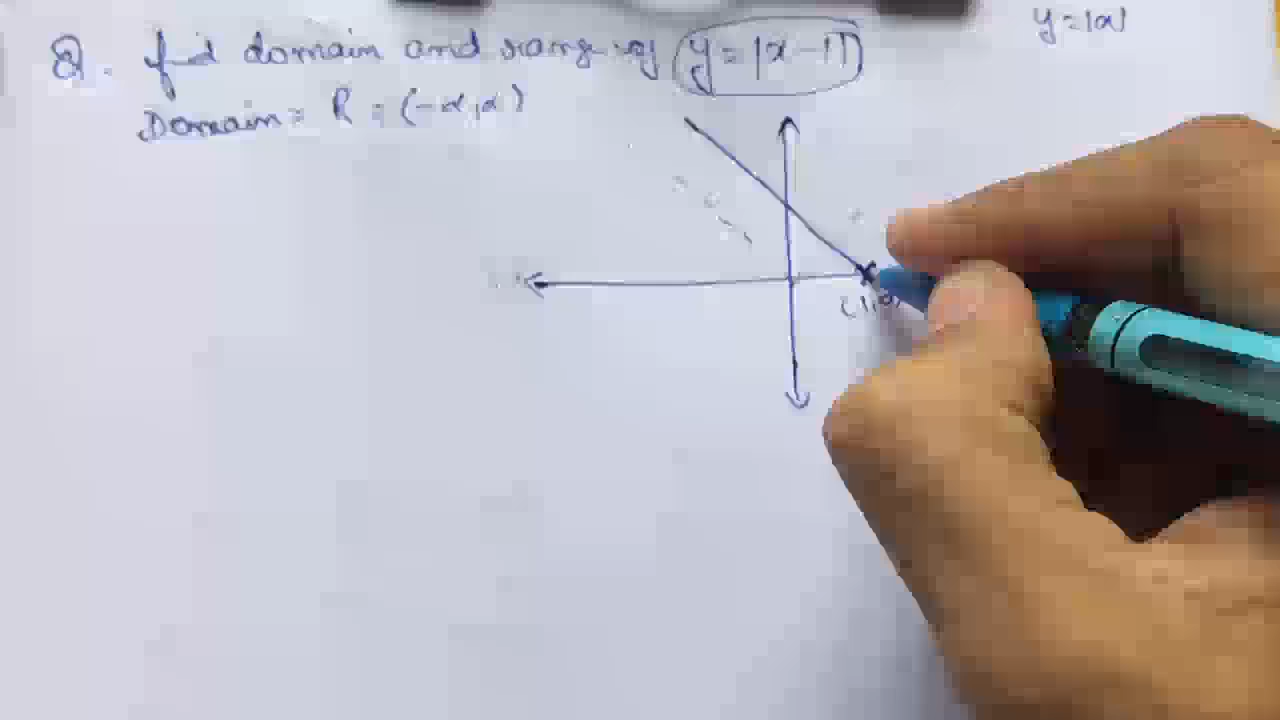 Q. find domain and range of y = |x-1|
y = |x|
Domain = R = (-∞, ∞)
(1,0)